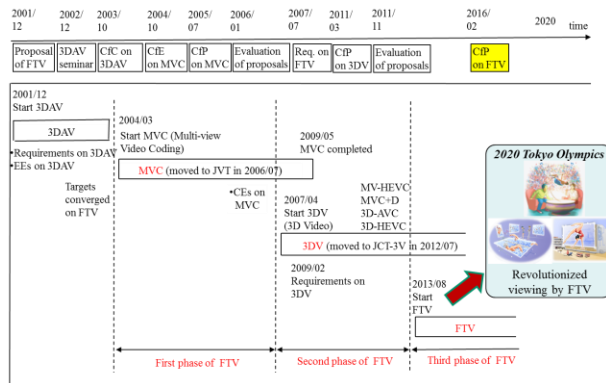 2001/
12
2002/
12
2003/
10
2004/
10
2005/
07
2006/
01
2007/
07
2011/
03
2011/
11
2016/
02
2020
time
Proposal
of FTV
3DAV
seminar
CfC on
3DAV
CfE
on MVC
CfP
on MVC
Evaluation
of proposals
Req. on
FTV
CfP
on 3DV
Evaluation
of proposals
CfP
on FTV
2001/12
Start 3DAV
3DAV
•Requirements on 3DAV
•EEs on 3DAV
Targets
converged
on FTV
2004/03
Start MVC (Multi-view
Video Coding)
2009/05
MVC completed
MVC (moved to JVT in 2006/07)
•CEs on
MVC
2007/04
Start 3DV
(3D Video)
MV-HEVC
MVC+D
3D-AVC
3D-HEVC
3DV (moved to JCT-3V in 2012/07)
2009/02
Requirements on
3DV
2013/08
Start
FTV
FTV
2020 Tokyo Olympics
Revolutionized
viewing by FTV
First phase of FTV
Second phase of FTV
Third phase of FTV